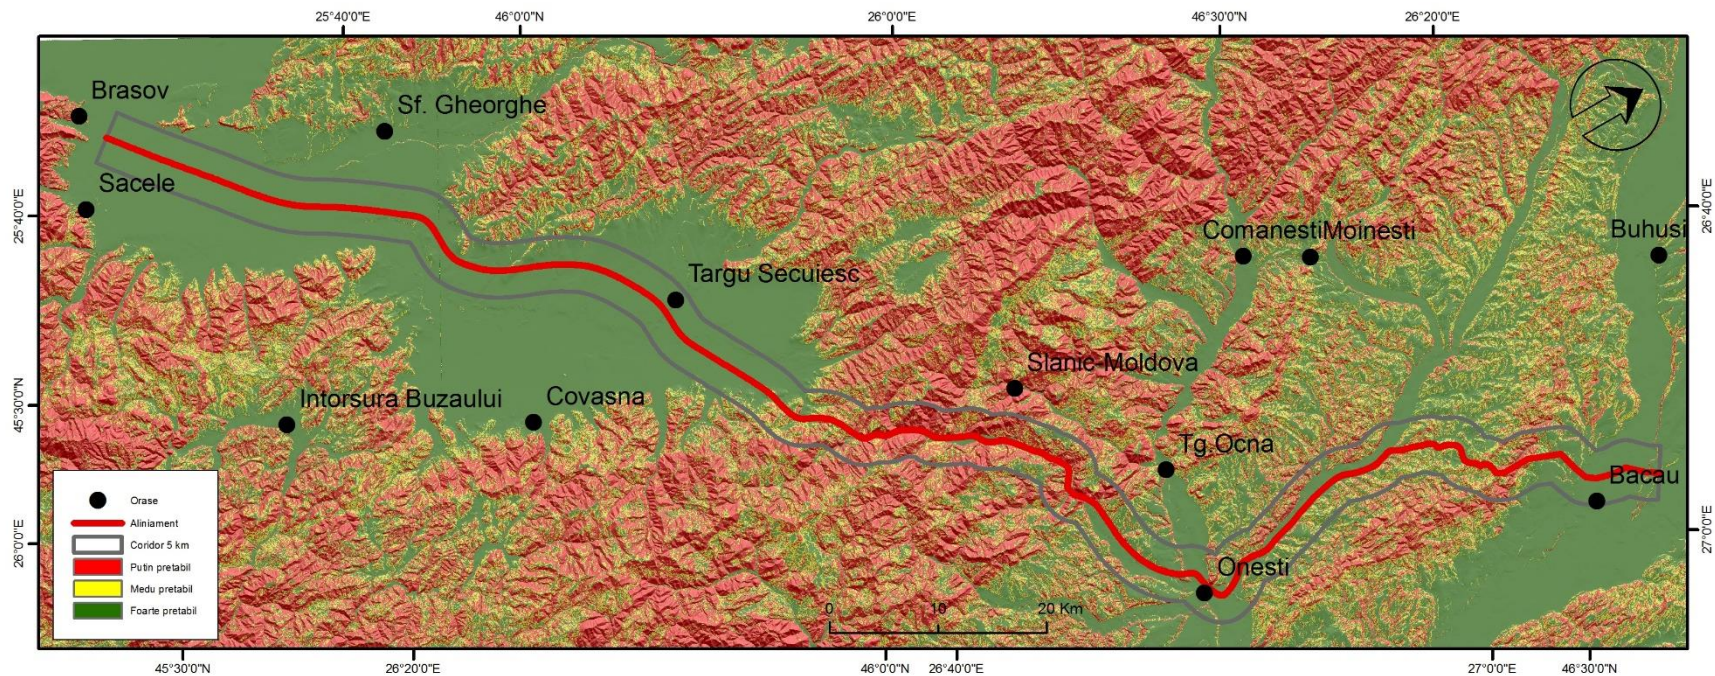 25°40'0"E
46°0'0"N
26°0'0"E
46°30'0"N
26°20'0"E
Brasov
Sf. Gheorghe
Sacele
25°40'0"E
26°40'0"E
Comanesti
Moinesti
Buhusi
Targu Secuiesc
Slanic-Moldova
Intorsura Buzaului
Covasna
45°30'0"N
Tg.Ocna
Bacau
Orase
Aliniament
Coridor 5 km
Putin pretabil
Medu pretabil
Foarte pretabil
26°0'0"E
27°0'0"E
Onesti
0
10
20 Km
45°30'0"N
26°20'0"E
46°0'0"N
26°40'0"E
27°0'0"E
46°30'0"N